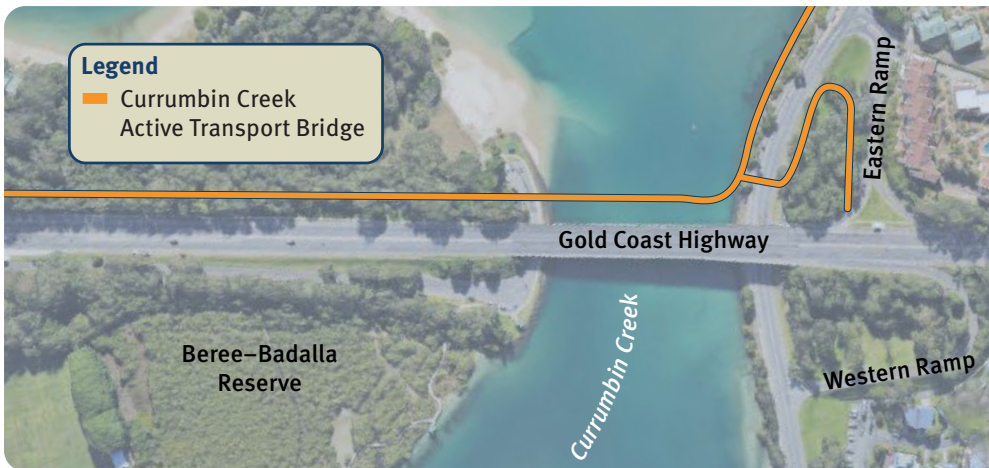 Legend
Currumbin Creek
Active Transport Bridge
Eastern Ramp
Gold Coast Highway
Currumbin Creek
Beree–Badalla
Reserve
Western Ramp